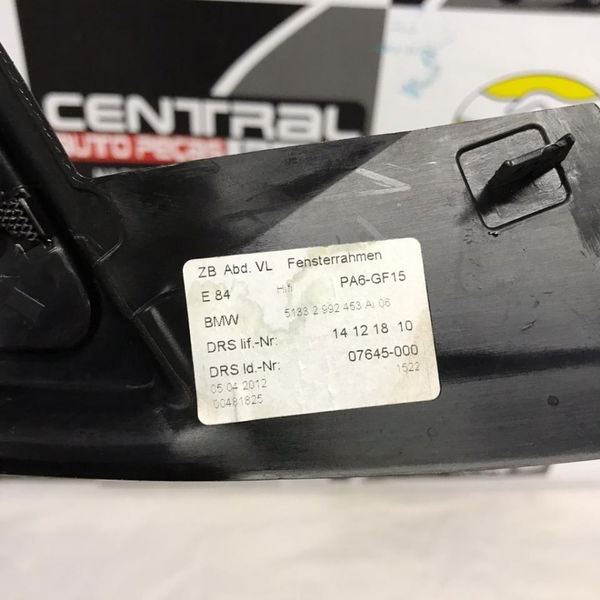 CENTRAL
AUTO PEÇAS
ZB Abd. VL Fensterrahmen
E 84 Hifi PA6-GF15
BMW 5133 2 992 453 AI 06
DRS lif.-Nr: 14 12 18 10
DRS Id.-Nr: 07645-000
05 04 2012 1522
00481825